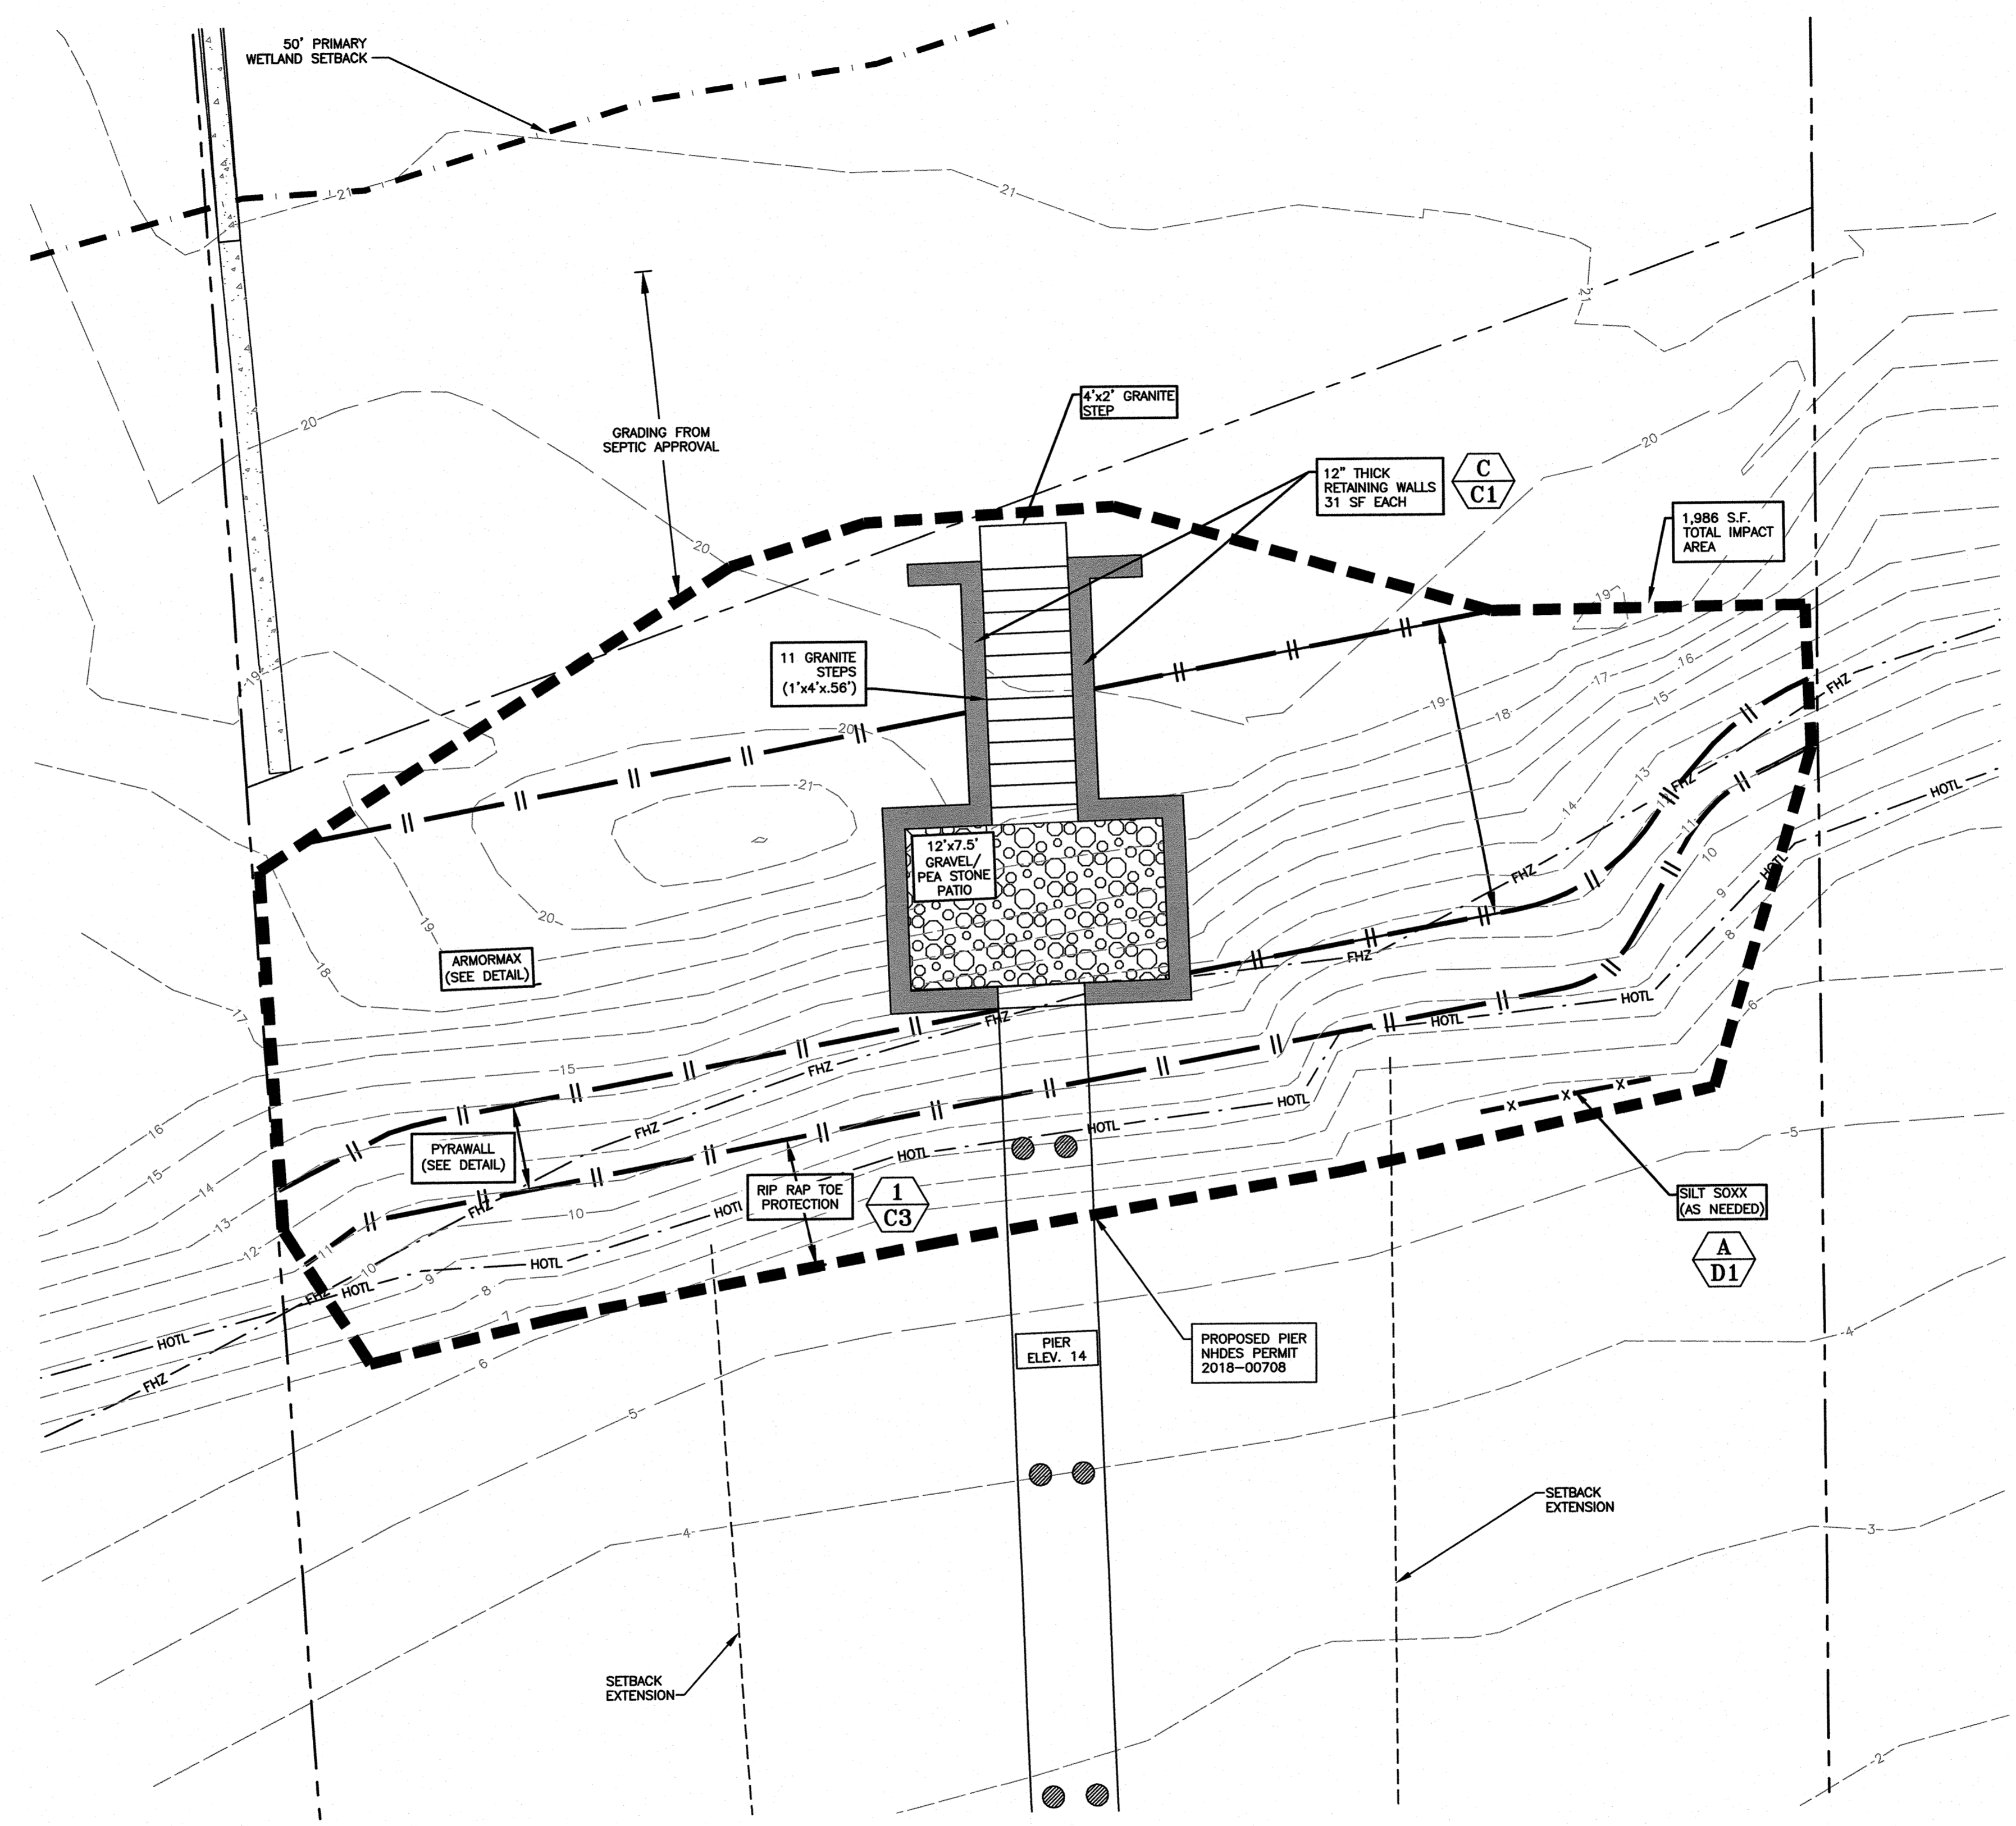 50' PRIMARY
WETLAND SETBACK
21
21
21
20
GRADING FROM
SEPTIC APPROVAL
4'x2' GRANITE
STEP
20
12" THICK
RETAINING WALLS
31 SF EACH
C
C1
1,986 S.F.
TOTAL IMPACT
AREA
20
19
19
11 GRANITE
STEPS
(1'x4'x.56')
16
17
15
19
18
FHZ
20
21
13
FHZ
14
HOTL
11
10
12'x7.5'
GRAVEL/
PEA STONE
PATIO
HOTL
FHZ
9
20
19
8
ARMORMAX
(SEE DETAIL)
18
FHZ
HOTL
6
17
FHZ
HOTL
15
FHZ
HOTL
16
FHZ
HOTL
5
PYRAWALL
(SEE DETAIL)
HOTL
15
14
RIP RAP TOE
PROTECTION
1
C3
SILT SOXX
(AS NEEDED)
A
D1
13
FHZ
10
HOTL
12
11
10
9
HOTL
8
HOTL
FHZ
7
HOTL
6
FHZ
PIER
ELEV. 14
PROPOSED PIER
NHDES PERMIT
2018-00708
4
5
SETBACK
EXTENSION
4
3
SETBACK
EXTENSION
2